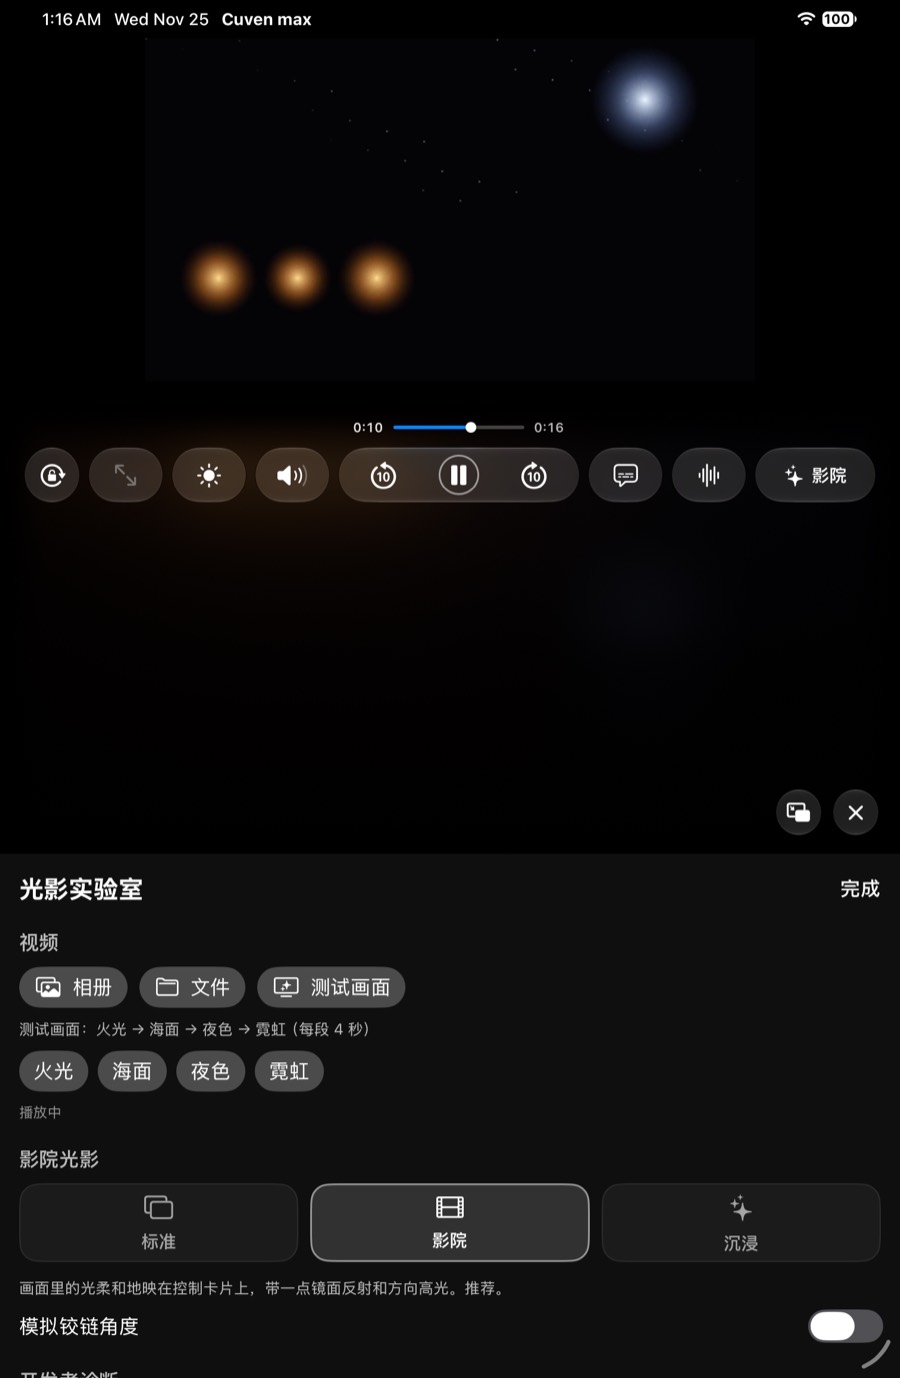 1:16 AM Wed Nov 25 Cuven max 100
0:10 0:16
10 10 影院
光影实验室 完成
视频
相册 文件 测试画面
测试画面：火光 → 海面 → 夜色 → 霓虹（每段 4 秒）
火光 海面 夜色 霓虹
播放中
影院光影
标准 影院 沉浸
画面里的光柔和地映在控制卡片上，带一点镜面反射和方向高光。推荐。
模拟铰链角度
开发者诊断